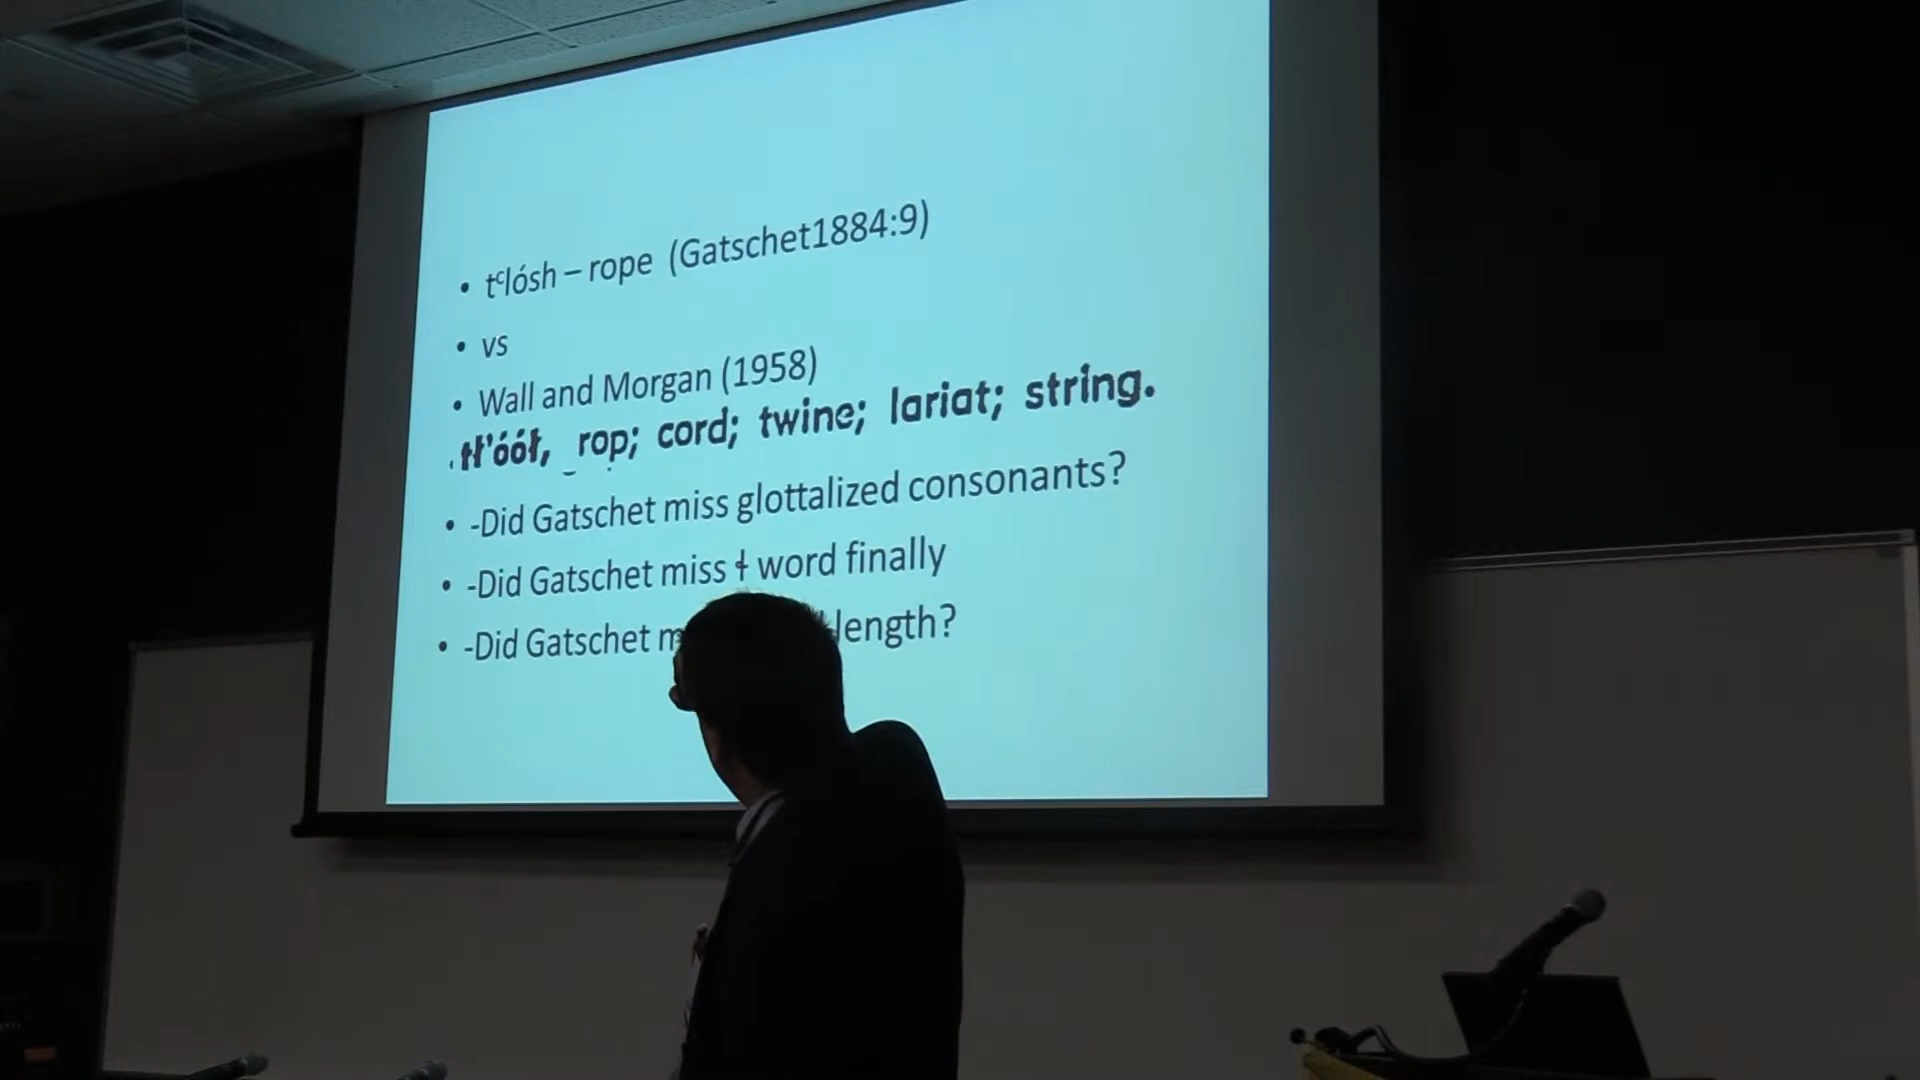 • tᶜlósh – rope (Gatschet1884:9)
• vs
• Wall and Morgan (1958)
tł'óół, rop; cord; twine; lariat; string.
• -Did Gatschet miss glottalized consonants?
• -Did Gatschet miss ɫ word finally
• -Did Gatschet length?